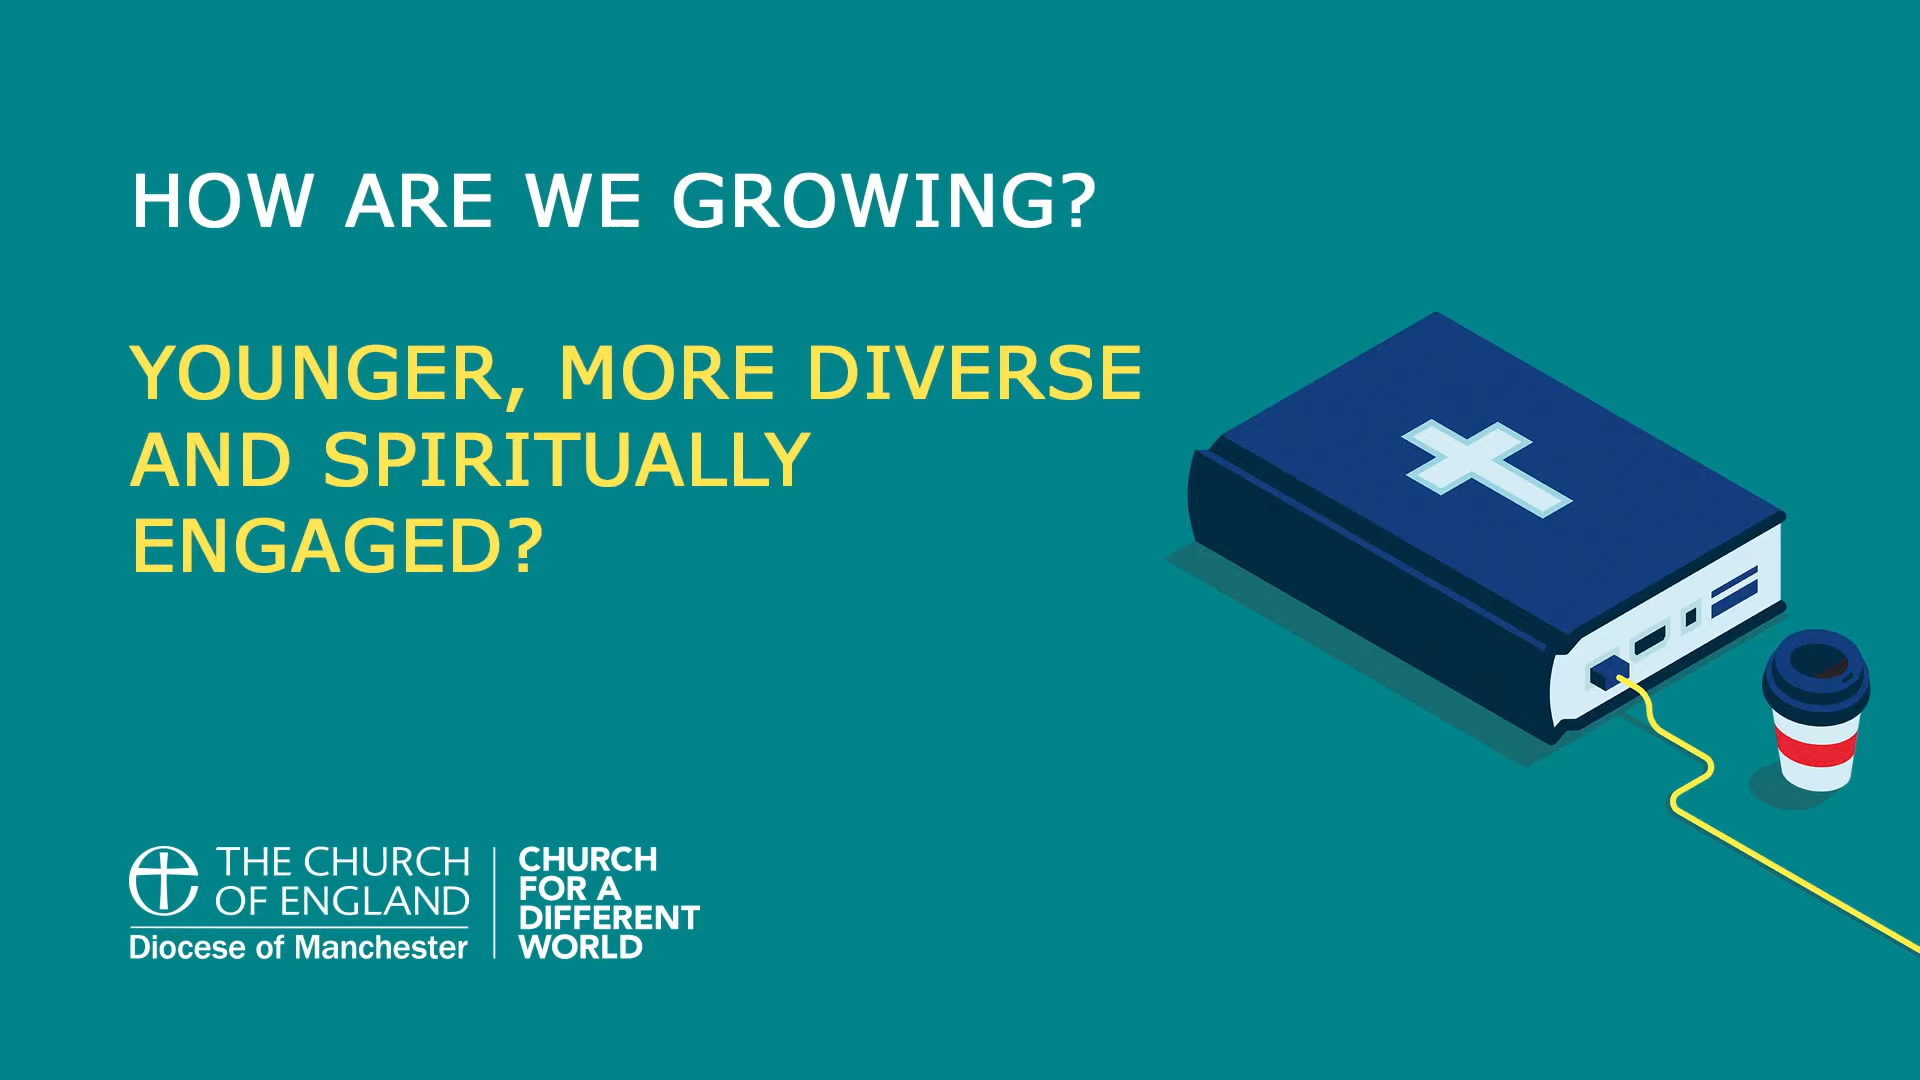 HOW ARE WE GROWING?
YOUNGER, MORE DIVERSE
AND SPIRITUALLY
ENGAGED?
THE CHURCH
OF ENGLAND
Diocese of Manchester
CHURCH
FOR A
DIFFERENT
WORLD